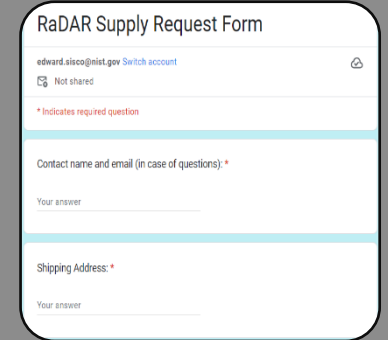 RaDAR Supply Request Form
edward.sisco@nist.gov Switch account
Not shared
* Indicates required question
Contact name and email (in case of questions): *
Your answer
Shipping Address: *
Your answer